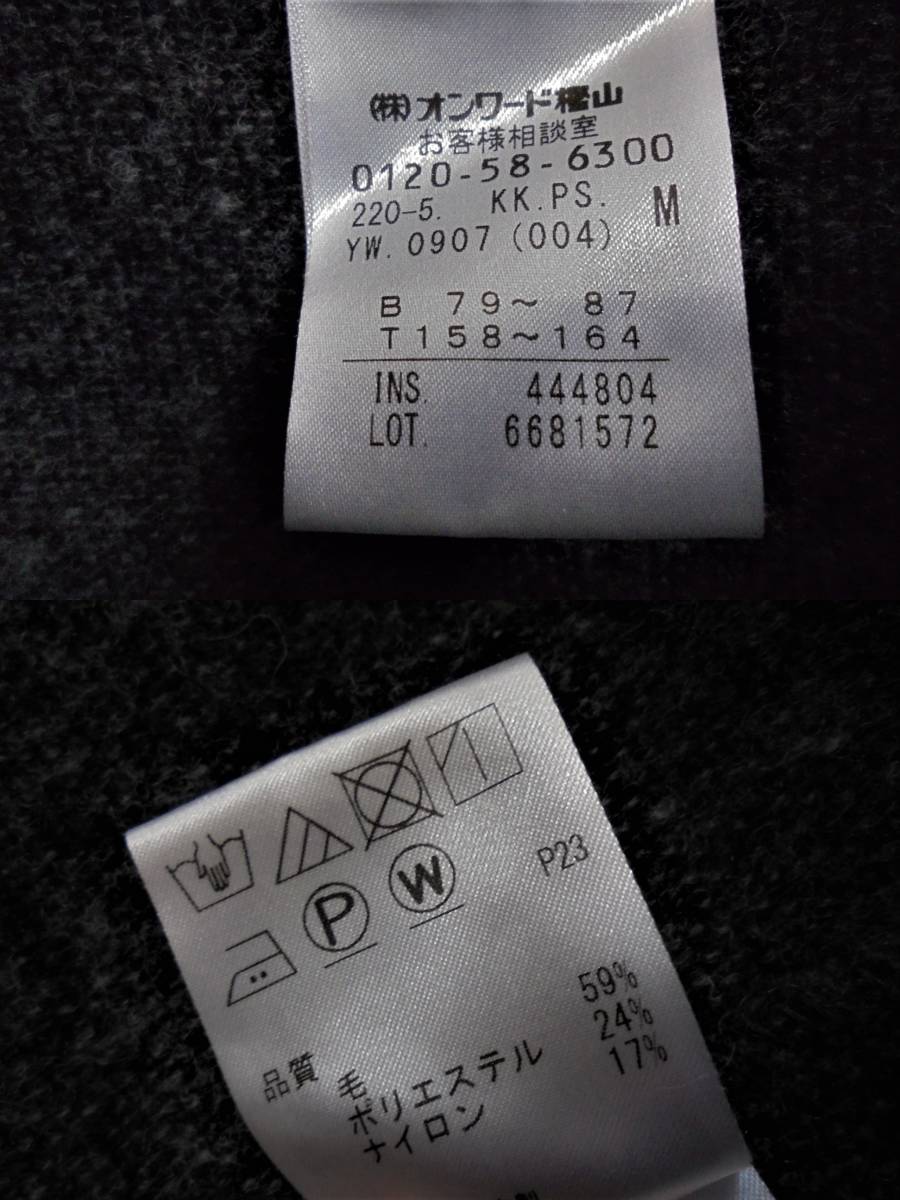 (株)オンワード樫山
お客様相談室
0120-58-6300
220-5. KK.PS. M
YW. 0907 (004)
B 79~ 87
T158~164
INS. 444804
LOT. 6681572
P W P23
品質 毛 59%
ポリエステル 24%
ナイロン 17%